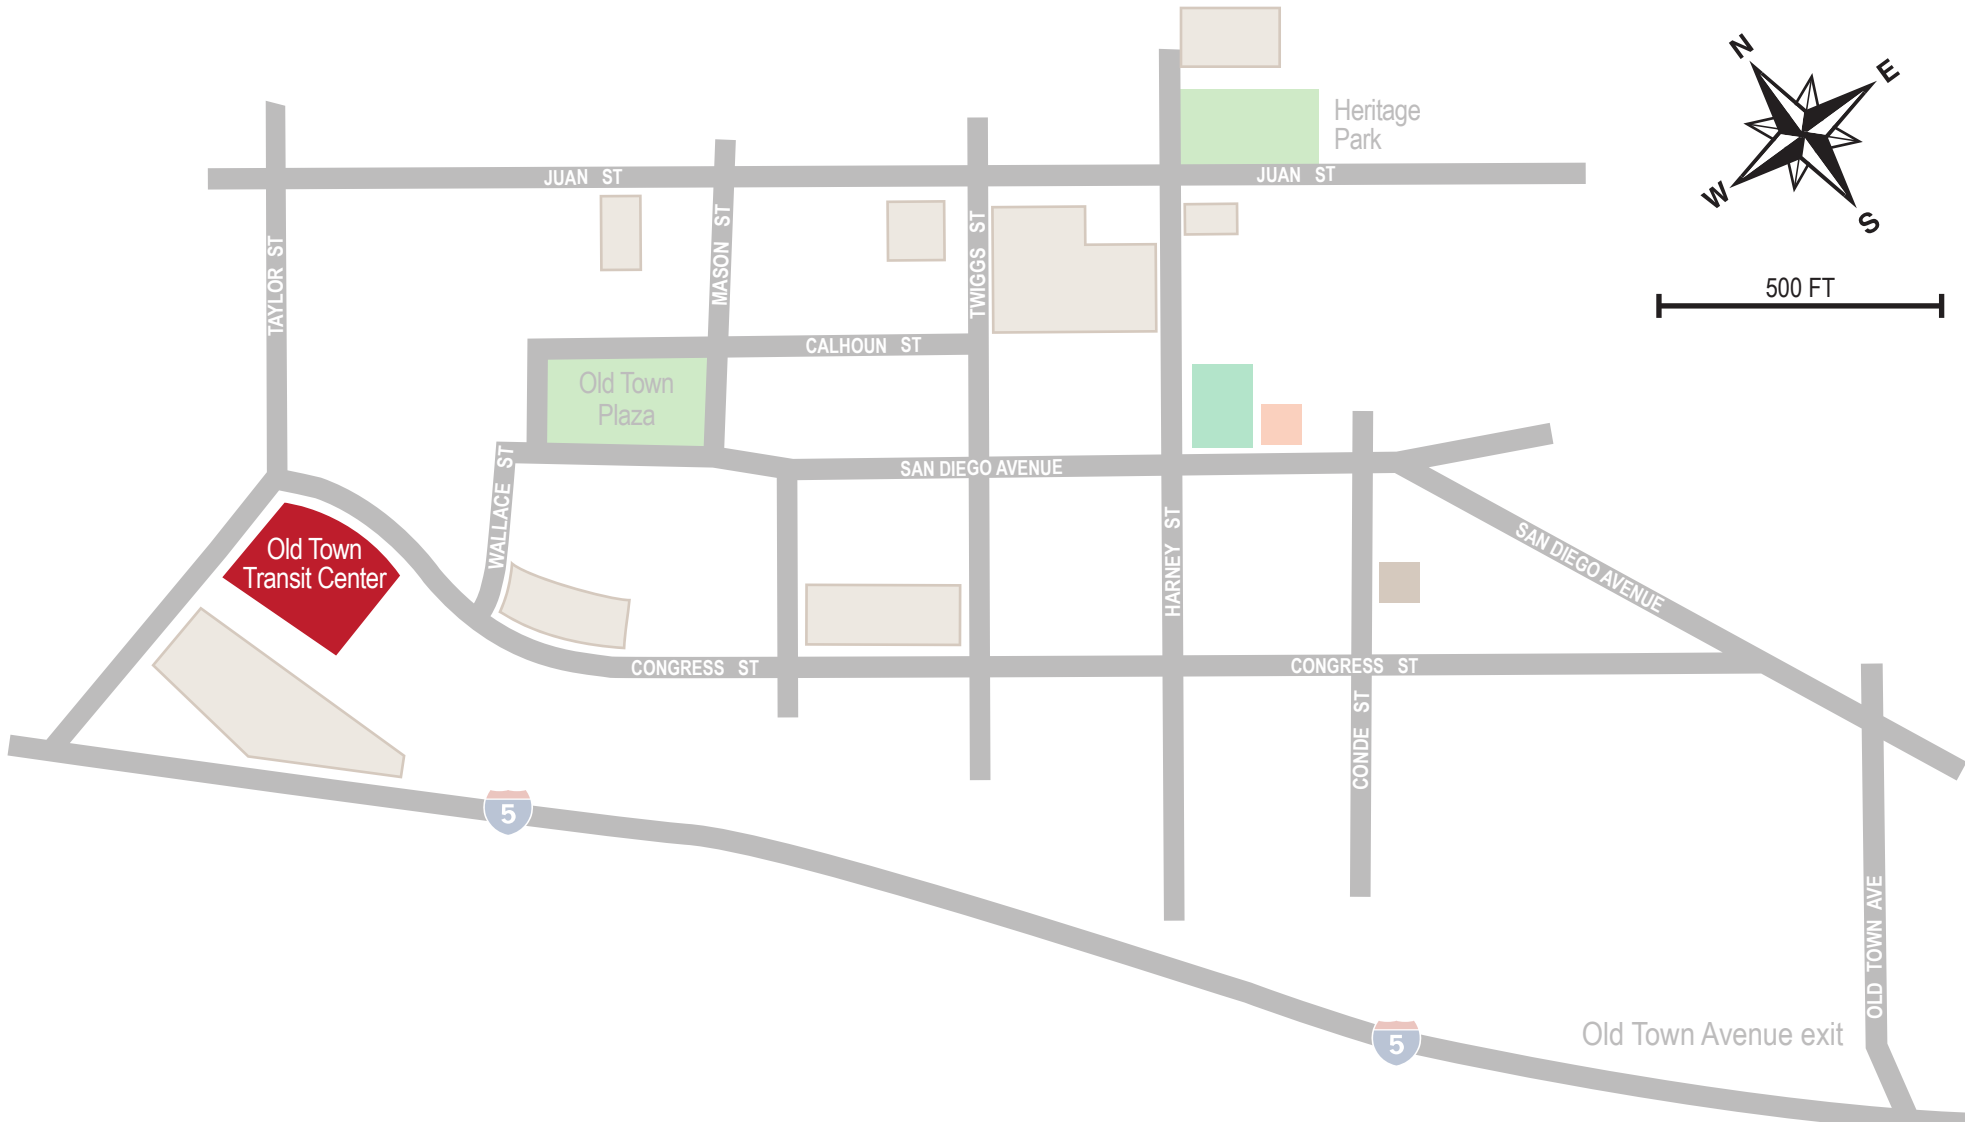 N
E
W
S
500 FT
Heritage
Park
JUAN ST
JUAN ST
TAYLOR ST
MASON ST
TWIGGS ST
CALHOUN ST
Old Town
Plaza
WALLACE ST
SAN DIEGO AVENUE
HARNEY ST
SAN DIEGO AVENUE
Old Town
Transit Center
CONGRESS ST
CONGRESS ST
CONDE ST
5
OLD TOWN AVE
Old Town Avenue exit
5